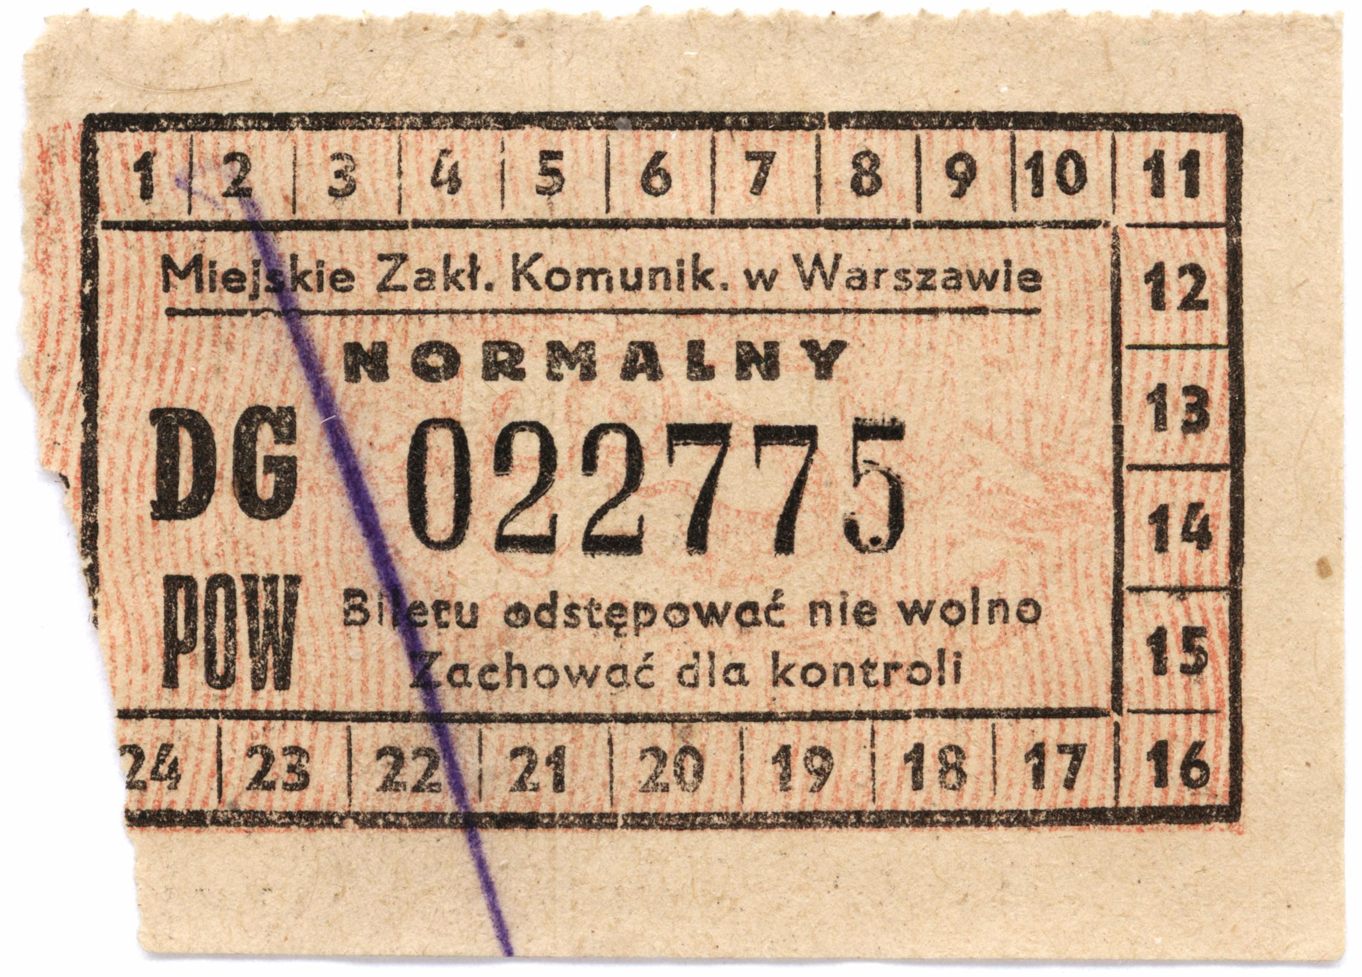 1 2 3 4 5 6 7 8 9 10 11
Miejskie Zakł. Komunik. w Warszawie
12
NORMALNY
13
DG 022775
14
POW
Biletu odstępować nie wolno
Zachować dla kontroli
15
24 23 22 21 20 19 18 17 16